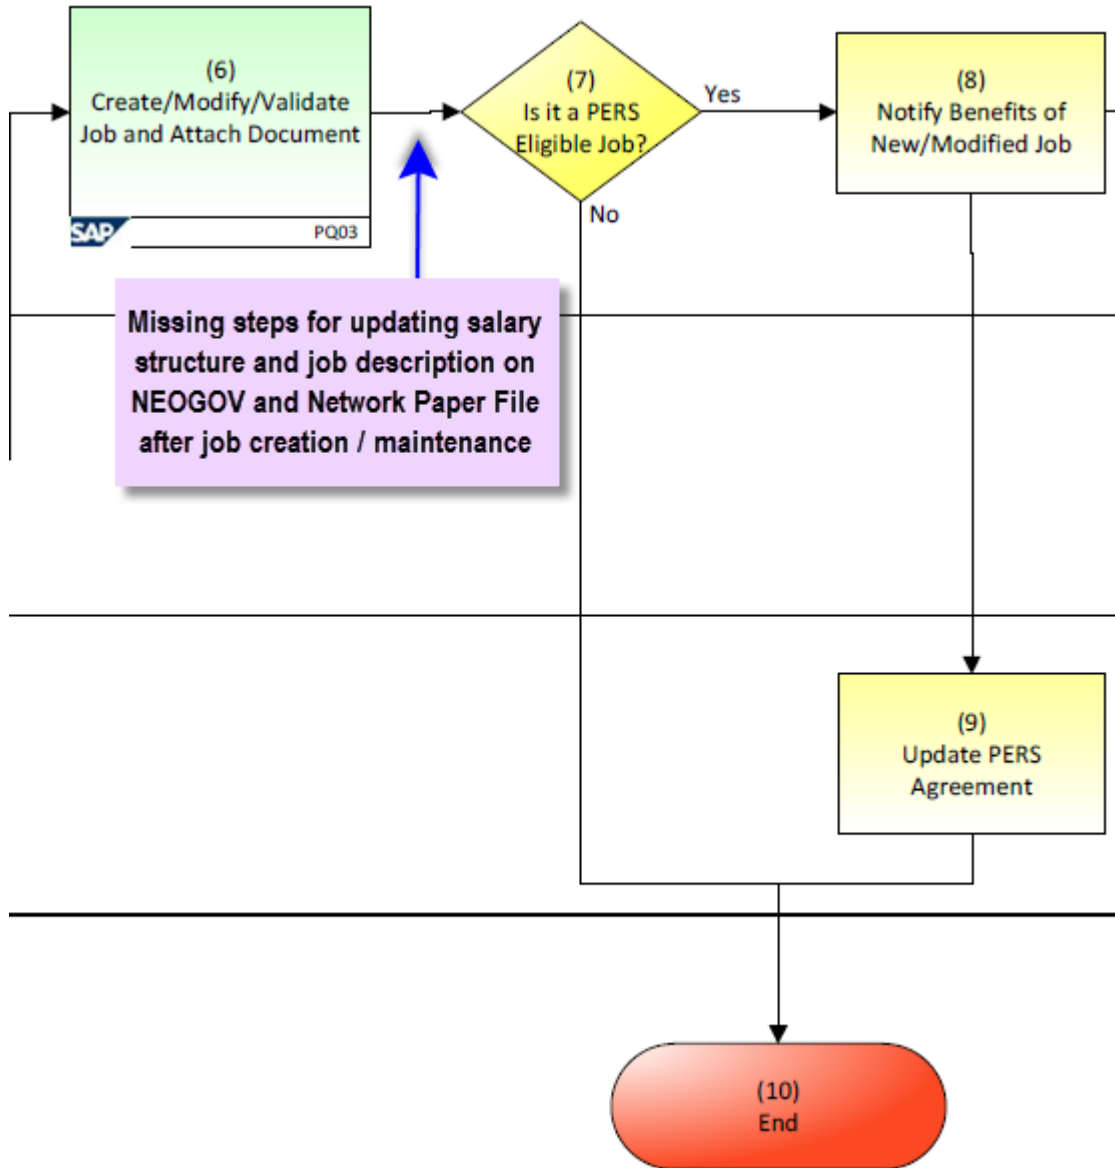 (6)
Create/Modify/Validate
Job and Attach Document
SAP
PQ03
(7)
Is it a PERS
Eligible Job?
Yes
No
(8)
Notify Benefits of
New/Modified Job
Missing steps for updating salary
structure and job description on
NEOGOV and Network Paper File
after job creation / maintenance
(9)
Update PERS
Agreement
(10)
End